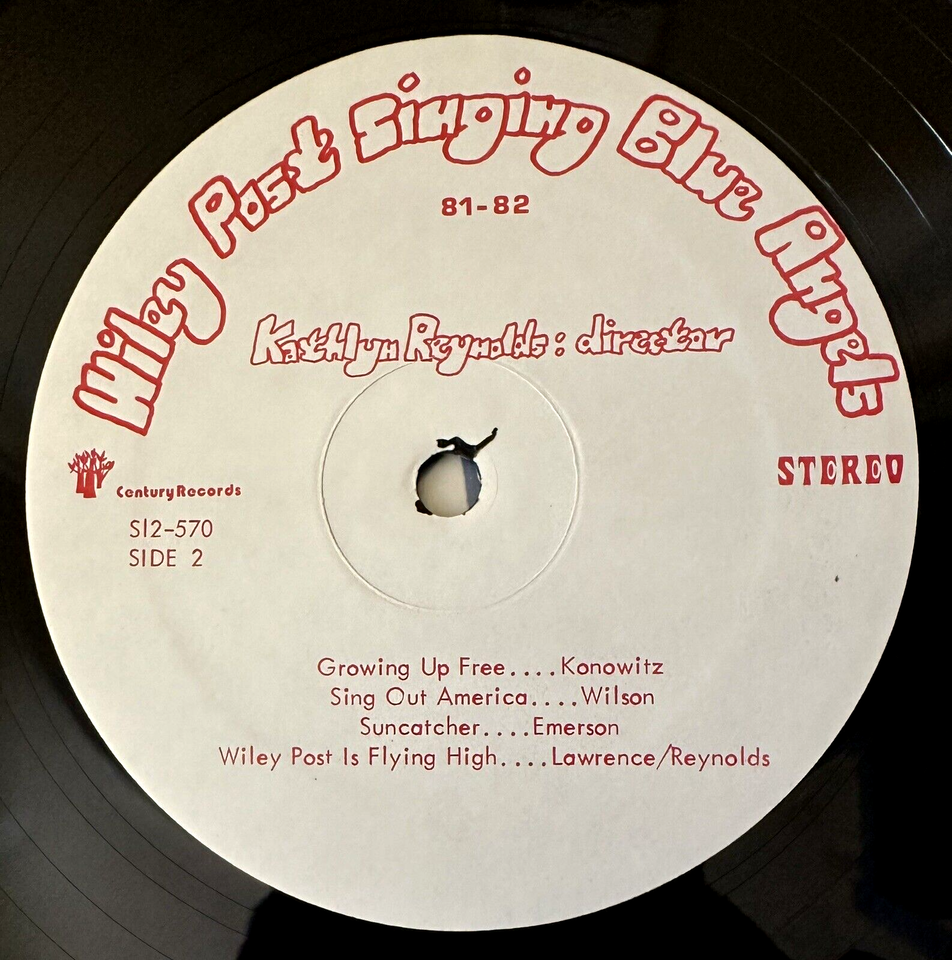 Wiley Post Singing Blue Angels
81-82
Kathlyn Reynolds: director
Century Records
STEREO
S12-570
SIDE 2
Growing Up Free....Konowitz
Sing Out America....Wilson
Suncatcher....Emerson
Wiley Post Is Flying High....Lawrence/Reynolds